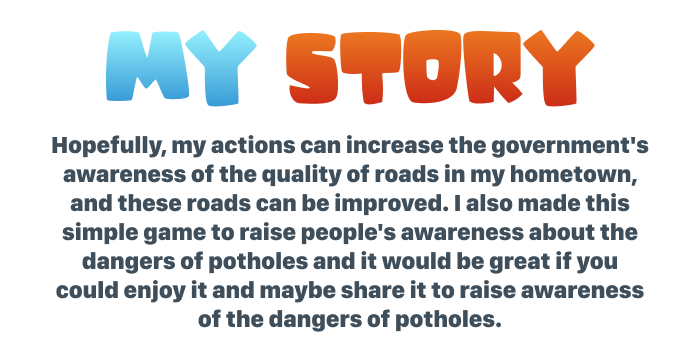 MY STORY
Hopefully, my actions can increase the government's
awareness of the quality of roads in my hometown,
and these roads can be improved. I also made this
simple game to raise people's awareness about the
dangers of potholes and it would be great if you
could enjoy it and maybe share it to raise awareness
of the dangers of potholes.